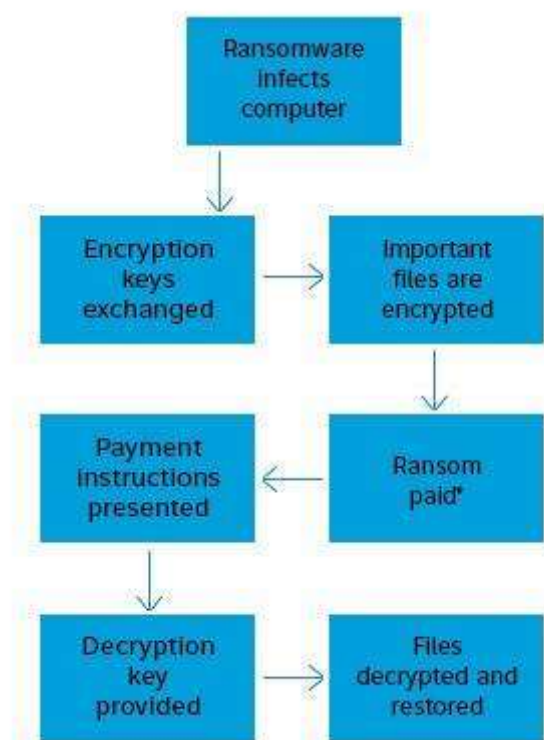 Ransomware
infects
computer
Encryption
keys
exchanged
Important
files are
encrypted
Payment
instructions
presented
Ransom
paid*
Decryption
key
provided
Files
decrypted and
restored